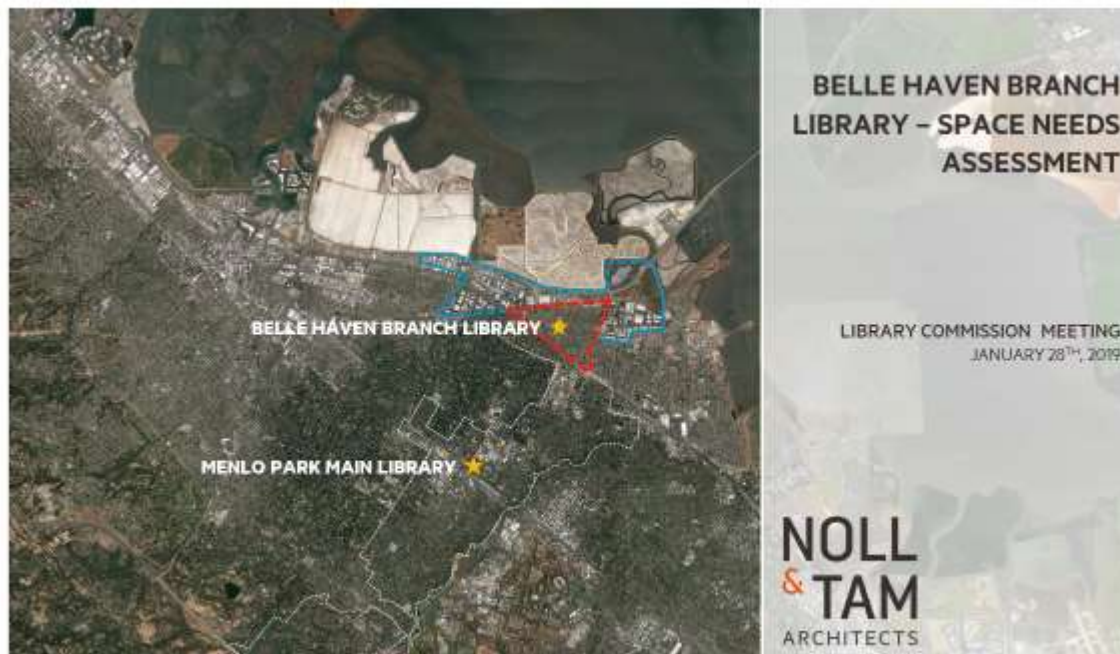 BELLE HAVEN BRANCH
LIBRARY – SPACE NEEDS
ASSESSMENT
LIBRARY COMMISSION MEETING
JANUARY 28TH, 2019
BELLE HAVEN BRANCH LIBRARY
MENLO PARK MAIN LIBRARY
NOLL
& TAM
ARCHITECTS